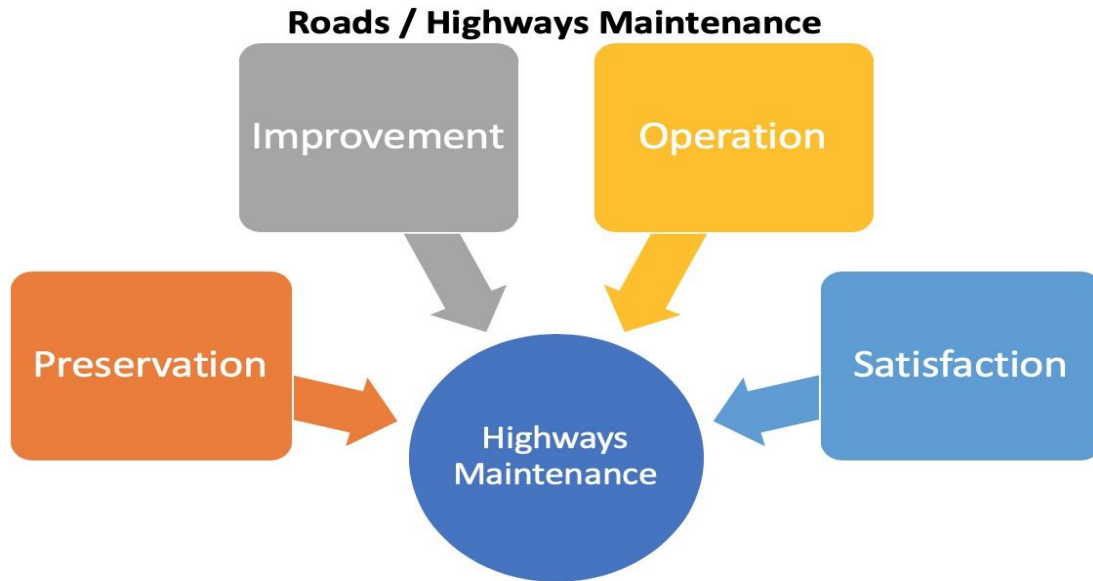 Roads / Highways Maintenance
Improvement
Operation
Preservation
Satisfaction
Highways
Maintenance